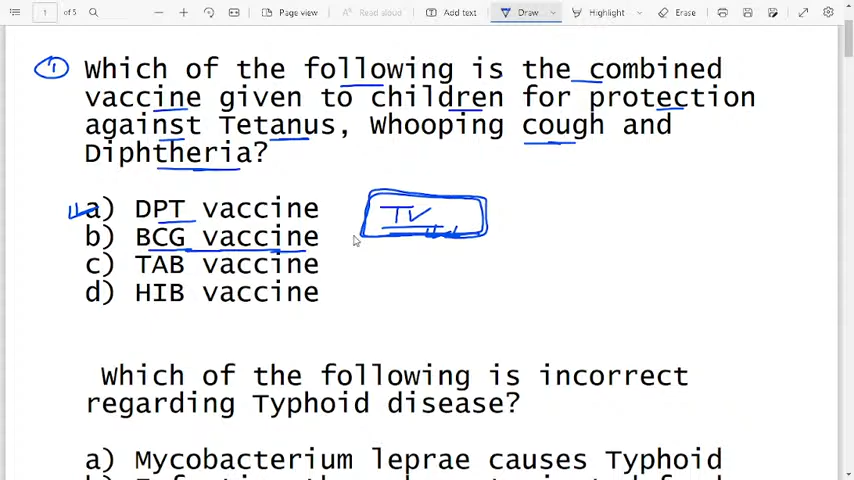 1 of 5
Page view
Read aloud
Add text
Draw
Highlight
Erase
1 Which of the following is the combined
vaccine given to children for protection
against Tetanus, Whooping cough and
Diphtheria?
a) DPT vaccine
TV
b) BCG vaccine
c) TAB vaccine
d) HIB vaccine
Which of the following is incorrect
regarding Typhoid disease?
a) Mycobacterium leprae causes Typhoid